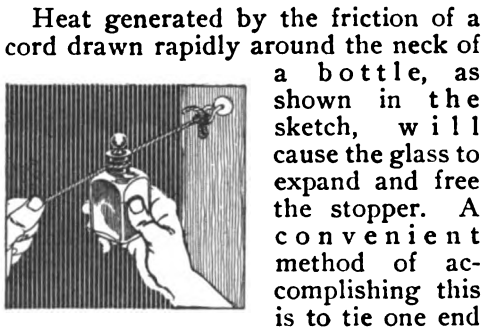 Heat generated by the friction of a
cord drawn rapidly around the neck of
a bottle, as
shown in the
sketch, will
cause the glass to
expand and free
the stopper. A
convenient
method of ac-
complishing this
is to tie one end